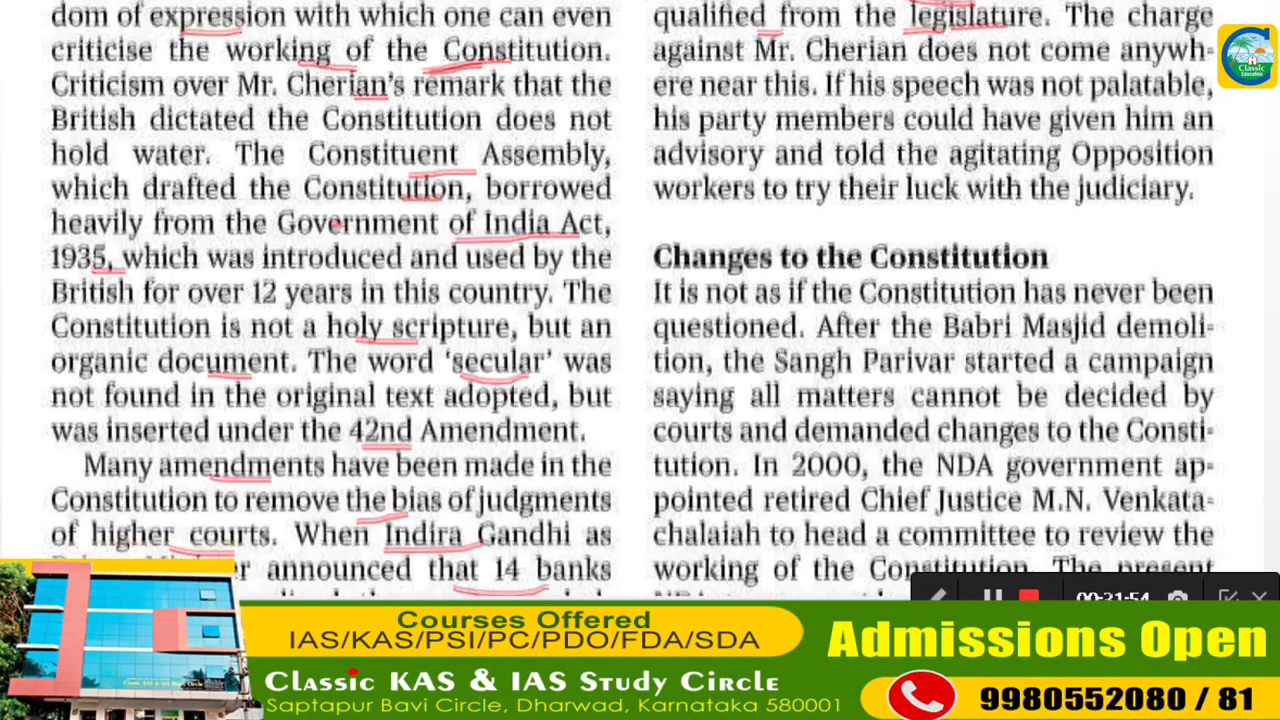 dom of expression with which one can even
criticise the working of the Constitution.
Criticism over Mr. Cherian's remark that the
British dictated the Constitution does not
hold water. The Constituent Assembly,
which drafted the Constitution, borrowed
heavily from the Government of India Act,
1935, which was introduced and used by the
British for over 12 years in this country. The
Constitution is not a holy scripture, but an
organic document. The word 'secular' was
not found in the original text adopted, but
was inserted under the 42nd Amendment.
Many amendments have been made in the
Constitution to remove the bias of judgments
of higher courts. When Indira Gandhi as
announced that 14 banks
qualified from the legislature. The charge
against Mr. Cherian does not come anywh-
ere near this. If his speech was not palatable,
his party members could have given him an
advisory and told the agitating Opposition
workers to try their luck with the judiciary.
Changes to the Constitution
It is not as if the Constitution has never been
questioned. After the Babri Masjid demoli-
tion, the Sangh Parivar started a campaign
saying all matters cannot be decided by
courts and demanded changes to the Consti-
tution. In 2000, the NDA government ap-
pointed retired Chief Justice M.N. Venkata-
chalaiah to head a committee to review the
working of the Constitution. The present
Classic
Education
00:31:54
Courses Offered
IAS/KAS/PSI/PC/PDO/FDA/SDA
Classic KAS & IAS Study Circle
Saptapur Bavi Circle, Dharwad, Karnataka 580001
Admissions Open
9980552080 / 81